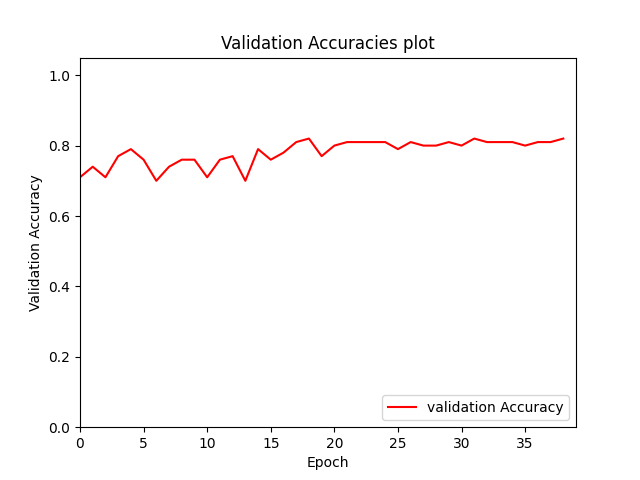 Validation Accuracies plot
1.0
0.8
0.6
0.4
0.2
0.0
Validation Accuracy
validation Accuracy
0 5 10 15 20 25 30 35
Epoch